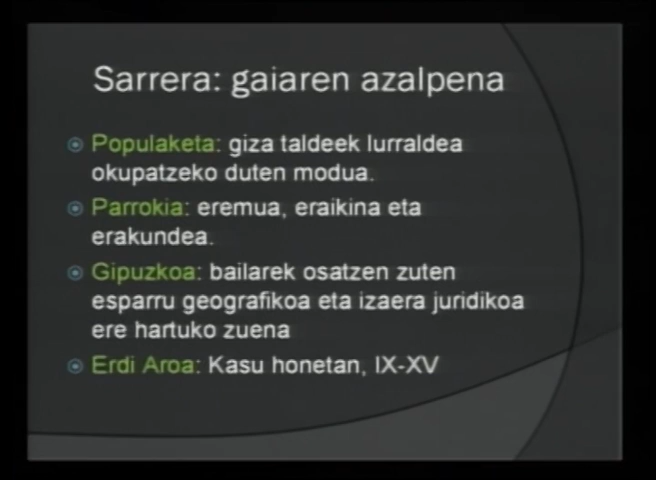 Sarrera: gaiaren azalpena
Populaketa: giza taldeek lurraldea
okupatzeko duten modua.
Parrokia: eremua, eraikina eta
erakundea.
Gipuzkoa: bailarek osatzen zuten
esparru geografikoa eta izaera juridikoa
ere hartuko zuena
Erdi Aroa: Kasu honetan, IX-XV